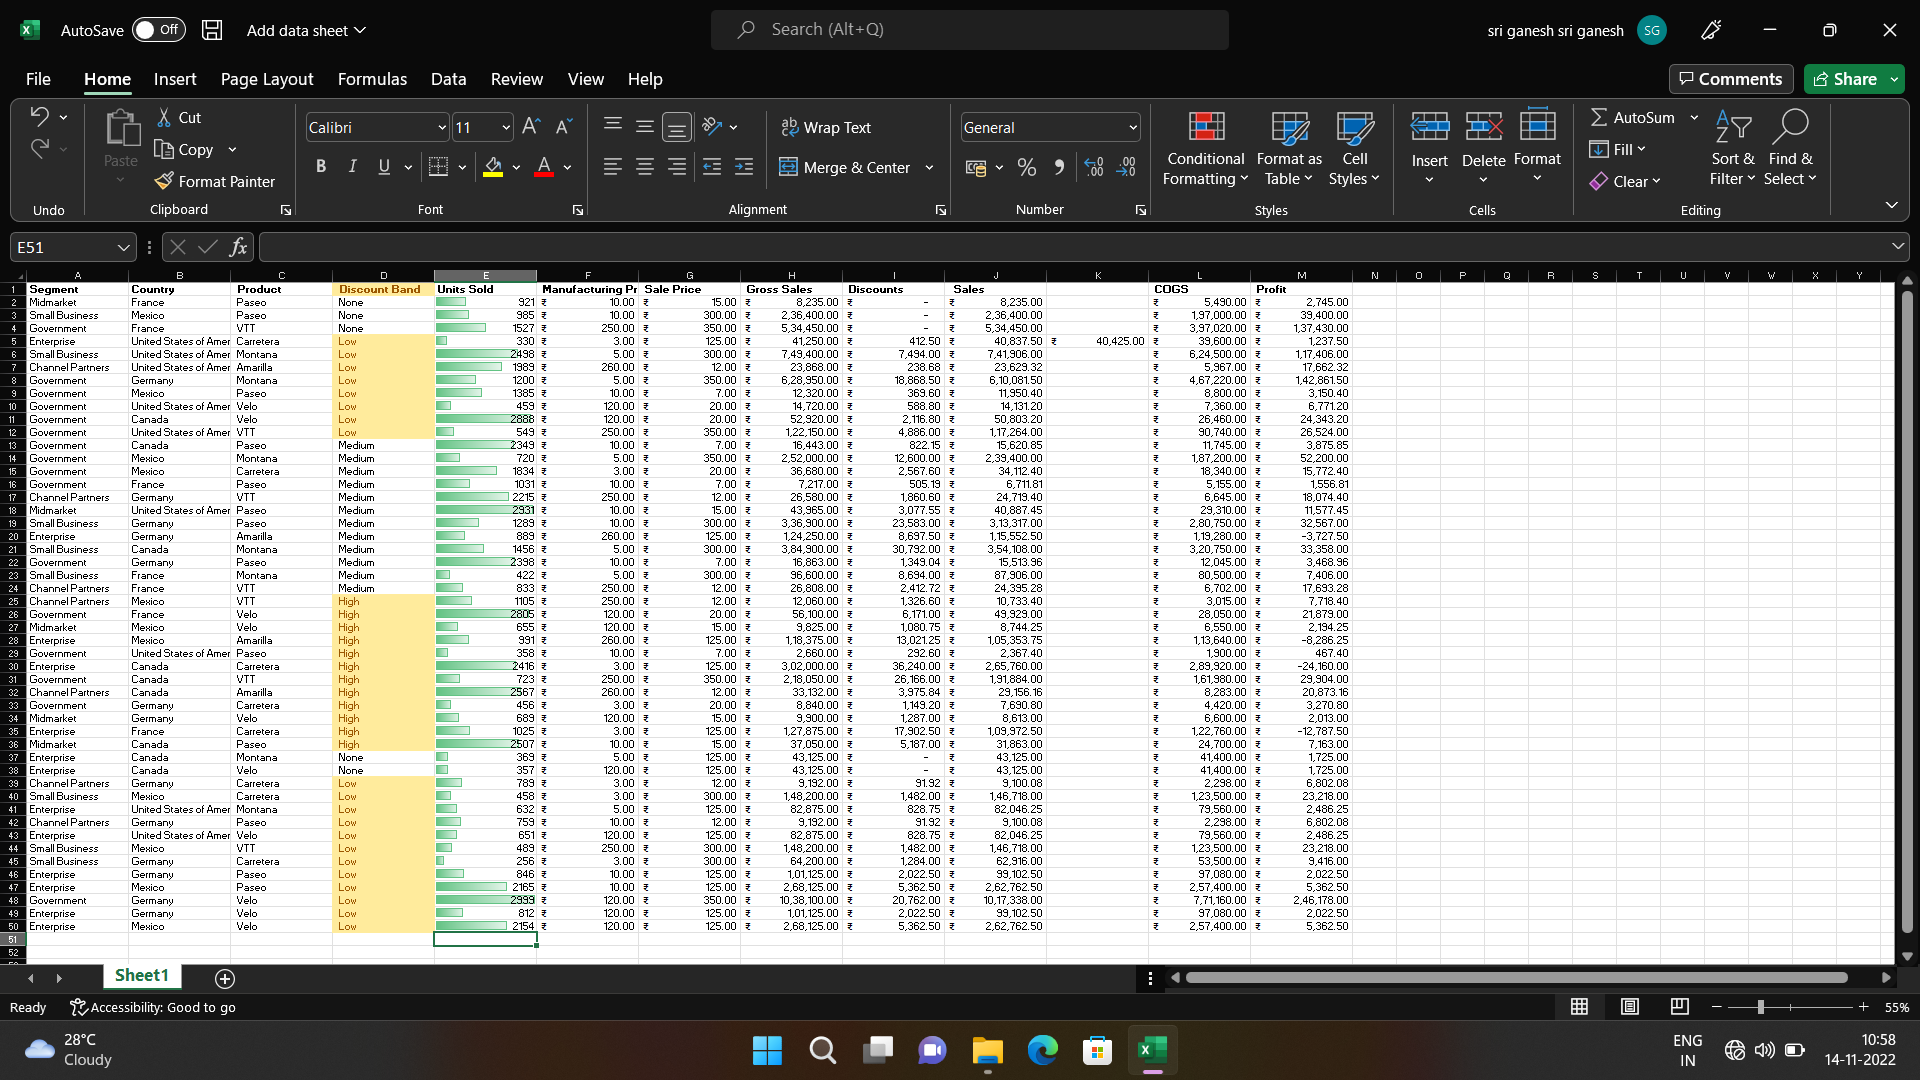 AutoSave Off Add data sheet Search (Alt+Q) sri ganesh sri ganesh SG
File Home Insert Page Layout Formulas Data Review View Help Comments Share
Paste Cut Copy Format Painter
Calibri 11
B I U A
Wrap Text
Merge & Center
General
Conditional Formatting Format as Table Cell Styles
Insert Delete Format
AutoSum Fill Clear Sort & Filter Find & Select
Undo Clipboard Font Alignment Number Styles Cells Editing
E51 fx
A B C D E F G H I J K L M N O P Q R S T U V W X Y
1 Segment Country Product Discount Band Units Sold Manufacturing Pr Sale Price Gross Sales Discounts Sales COGS Profit
2 Midmarket France Paseo None 921 ₹ 10.00 ₹ 15.00 ₹ 8,235.00 ₹ - ₹ 8,235.00 ₹ 5,490.00 ₹ 2,745.00
3 Small Business Mexico Paseo None 985 ₹ 10.00 ₹ 300.00 ₹ 2,36,400.00 ₹ - ₹ 2,36,400.00 ₹ 1,97,000.00 ₹ 39,400.00
4 Government France VTT None 1527 ₹ 250.00 ₹ 350.00 ₹ 5,34,450.00 ₹ - ₹ 5,34,450.00 ₹ 3,97,020.00 ₹ 1,37,430.00
5 Enterprise United States of Amer Carretera Low 330 ₹ 3.00 ₹ 125.00 ₹ 41,250.00 ₹ 412.50 ₹ 40,837.50 ₹ 40,425.00 ₹ 39,600.00 ₹ 1,237.50
6 Small Business United States of Amer Montana Low 2498 ₹ 5.00 ₹ 300.00 ₹ 7,49,400.00 ₹ 7,494.00 ₹ 7,41,906.00 ₹ 6,24,500.00 ₹ 1,17,406.00
7 Channel Partners United States of Amer Amarilla Low 1989 ₹ 260.00 ₹ 12.00 ₹ 23,868.00 ₹ 238.68 ₹ 23,629.32 ₹ 5,967.00 ₹ 17,662.32
8 Government Germany Montana Low 1200 ₹ 5.00 ₹ 350.00 ₹ 6,28,950.00 ₹ 18,868.50 ₹ 6,10,081.50 ₹ 4,67,220.00 ₹ 1,42,861.50
9 Government Mexico Paseo Low 1385 ₹ 10.00 ₹ 7.00 ₹ 12,320.00 ₹ 369.60 ₹ 11,950.40 ₹ 8,800.00 ₹ 3,150.40
10 Government United States of Amer Velo Low 459 ₹ 120.00 ₹ 20.00 ₹ 14,720.00 ₹ 588.80 ₹ 14,131.20 ₹ 7,360.00 ₹ 6,771.20
11 Government Canada Velo Low 2888 ₹ 120.00 ₹ 20.00 ₹ 52,920.00 ₹ 2,116.80 ₹ 50,803.20 ₹ 26,460.00 ₹ 24,343.20
12 Government United States of Amer VTT Low 549 ₹ 250.00 ₹ 350.00 ₹ 1,22,150.00 ₹ 4,886.00 ₹ 1,17,264.00 ₹ 90,740.00 ₹ 26,524.00
13 Government Canada Paseo Medium 2349 ₹ 10.00 ₹ 7.00 ₹ 16,443.00 ₹ 822.15 ₹ 15,620.85 ₹ 11,745.00 ₹ 3,875.85
14 Government Mexico Montana Medium 720 ₹ 5.00 ₹ 350.00 ₹ 2,52,000.00 ₹ 12,600.00 ₹ 2,39,400.00 ₹ 1,87,200.00 ₹ 52,200.00
15 Government Mexico Carretera Medium 1834 ₹ 3.00 ₹ 20.00 ₹ 36,680.00 ₹ 2,567.60 ₹ 34,112.40 ₹ 18,340.00 ₹ 15,772.40
16 Government France Paseo Medium 1031 ₹ 10.00 ₹ 7.00 ₹ 7,217.00 ₹ 505.19 ₹ 6,711.81 ₹ 5,155.00 ₹ 1,556.81
17 Channel Partners Germany VTT Medium 2215 ₹ 250.00 ₹ 12.00 ₹ 26,580.00 ₹ 1,860.60 ₹ 24,719.40 ₹ 6,645.00 ₹ 18,074.40
18 Midmarket United States of Amer Paseo Medium 2931 ₹ 10.00 ₹ 15.00 ₹ 43,965.00 ₹ 3,077.55 ₹ 40,887.45 ₹ 29,310.00 ₹ 11,577.45
19 Small Business Germany Paseo Medium 1289 ₹ 10.00 ₹ 300.00 ₹ 3,36,900.00 ₹ 23,583.00 ₹ 3,13,317.00 ₹ 2,80,750.00 ₹ 32,567.00
20 Enterprise Germany Amarilla Medium 889 ₹ 260.00 ₹ 125.00 ₹ 1,24,250.00 ₹ 8,697.50 ₹ 1,15,552.50 ₹ 1,19,280.00 ₹ -3,727.50
21 Small Business Canada Montana Medium 1456 ₹ 5.00 ₹ 300.00 ₹ 3,84,900.00 ₹ 30,792.00 ₹ 3,54,108.00 ₹ 3,20,750.00 ₹ 33,358.00
22 Government Germany Paseo Medium 2398 ₹ 10.00 ₹ 7.00 ₹ 16,863.00 ₹ 1,349.04 ₹ 15,513.96 ₹ 12,045.00 ₹ 3,468.96
23 Small Business France Montana Medium 422 ₹ 5.00 ₹ 300.00 ₹ 96,600.00 ₹ 8,694.00 ₹ 87,906.00 ₹ 80,500.00 ₹ 7,406.00
24 Channel Partners France VTT Medium 833 ₹ 250.00 ₹ 12.00 ₹ 26,808.00 ₹ 2,412.72 ₹ 24,395.28 ₹ 6,702.00 ₹ 17,693.28
25 Channel Partners Mexico VTT High 1105 ₹ 250.00 ₹ 12.00 ₹ 12,060.00 ₹ 1,326.60 ₹ 10,733.40 ₹ 3,015.00 ₹ 7,718.40
26 Government France Velo High 2805 ₹ 120.00 ₹ 20.00 ₹ 56,100.00 ₹ 6,171.00 ₹ 49,929.00 ₹ 28,050.00 ₹ 21,879.00
27 Midmarket Mexico Velo High 655 ₹ 120.00 ₹ 15.00 ₹ 9,825.00 ₹ 1,080.75 ₹ 8,744.25 ₹ 6,550.00 ₹ 2,194.25
28 Enterprise Mexico Amarilla High 991 ₹ 260.00 ₹ 125.00 ₹ 1,18,375.00 ₹ 13,021.25 ₹ 1,05,353.75 ₹ 1,13,640.00 ₹ -8,286.25
29 Government United States of Amer Paseo High 358 ₹ 10.00 ₹ 7.00 ₹ 2,660.00 ₹ 292.60 ₹ 2,367.40 ₹ 1,900.00 ₹ 467.40
30 Enterprise Canada Carretera High 2416 ₹ 3.00 ₹ 125.00 ₹ 3,02,000.00 ₹ 36,240.00 ₹ 2,65,760.00 ₹ 2,89,920.00 ₹ -24,160.00
31 Government Canada VTT High 723 ₹ 250.00 ₹ 350.00 ₹ 2,18,050.00 ₹ 26,166.00 ₹ 1,91,884.00 ₹ 1,61,980.00 ₹ 29,904.00
32 Channel Partners Canada Amarilla High 2567 ₹ 260.00 ₹ 12.00 ₹ 33,132.00 ₹ 3,975.84 ₹ 29,156.16 ₹ 8,283.00 ₹ 20,873.16
33 Government Germany Carretera High 456 ₹ 3.00 ₹ 20.00 ₹ 8,840.00 ₹ 1,149.20 ₹ 7,690.80 ₹ 4,420.00 ₹ 3,270.80
34 Midmarket Germany Velo High 689 ₹ 120.00 ₹ 15.00 ₹ 9,900.00 ₹ 1,287.00 ₹ 8,613.00 ₹ 6,600.00 ₹ 2,013.00
35 Enterprise France Carretera High 1025 ₹ 3.00 ₹ 125.00 ₹ 1,27,875.00 ₹ 17,902.50 ₹ 1,09,972.50 ₹ 1,22,760.00 ₹ -12,787.50
36 Midmarket Canada Paseo High 2507 ₹ 10.00 ₹ 15.00 ₹ 37,050.00 ₹ 5,187.00 ₹ 31,863.00 ₹ 24,700.00 ₹ 7,163.00
37 Enterprise Canada Montana None 369 ₹ 5.00 ₹ 125.00 ₹ 43,125.00 ₹ - ₹ 43,125.00 ₹ 41,400.00 ₹ 1,725.00
38 Enterprise Canada Velo None 357 ₹ 120.00 ₹ 125.00 ₹ 43,125.00 ₹ - ₹ 43,125.00 ₹ 41,400.00 ₹ 1,725.00
39 Channel Partners Germany Carretera Low 789 ₹ 3.00 ₹ 12.00 ₹ 9,192.00 ₹ 91.92 ₹ 9,100.08 ₹ 2,298.00 ₹ 6,802.08
40 Small Business Mexico Carretera Low 458 ₹ 3.00 ₹ 300.00 ₹ 1,48,200.00 ₹ 1,482.00 ₹ 1,46,718.00 ₹ 1,23,500.00 ₹ 23,218.00
41 Enterprise United States of Amer Montana Low 632 ₹ 5.00 ₹ 125.00 ₹ 82,875.00 ₹ 828.75 ₹ 82,046.25 ₹ 79,560.00 ₹ 2,486.25
42 Channel Partners Germany Paseo Low 759 ₹ 10.00 ₹ 12.00 ₹ 9,192.00 ₹ 91.92 ₹ 9,100.08 ₹ 2,298.00 ₹ 6,802.08
43 Enterprise United States of Amer Velo Low 651 ₹ 120.00 ₹ 125.00 ₹ 82,875.00 ₹ 828.75 ₹ 82,046.25 ₹ 79,560.00 ₹ 2,486.25
44 Small Business Mexico VTT Low 489 ₹ 250.00 ₹ 300.00 ₹ 1,48,200.00 ₹ 1,482.00 ₹ 1,46,718.00 ₹ 1,23,500.00 ₹ 23,218.00
45 Small Business Germany Carretera Low 256 ₹ 3.00 ₹ 300.00 ₹ 64,200.00 ₹ 1,284.00 ₹ 62,916.00 ₹ 53,500.00 ₹ 9,416.00
46 Enterprise Germany Paseo Low 846 ₹ 10.00 ₹ 125.00 ₹ 1,01,125.00 ₹ 2,022.50 ₹ 99,102.50 ₹ 97,080.00 ₹ 2,022.50
47 Enterprise Mexico Paseo Low 2165 ₹ 10.00 ₹ 125.00 ₹ 2,68,125.00 ₹ 5,362.50 ₹ 2,62,762.50 ₹ 2,57,400.00 ₹ 5,362.50
48 Government Germany Velo Low 2999 ₹ 120.00 ₹ 350.00 ₹ 10,38,100.00 ₹ 20,762.00 ₹ 10,17,338.00 ₹ 7,71,160.00 ₹ 2,46,178.00
49 Enterprise Germany Velo Low 812 ₹ 120.00 ₹ 125.00 ₹ 1,01,125.00 ₹ 2,022.50 ₹ 99,102.50 ₹ 97,080.00 ₹ 2,022.50
50 Enterprise Mexico Velo Low 2154 ₹ 120.00 ₹ 125.00 ₹ 2,68,125.00 ₹ 5,362.50 ₹ 2,62,762.50 ₹ 2,57,400.00 ₹ 5,362.50
51
52
Sheet1
Ready Accessibility: Good to go 55%
28°C
Cloudy
ENG
IN
10:58
14-11-2022